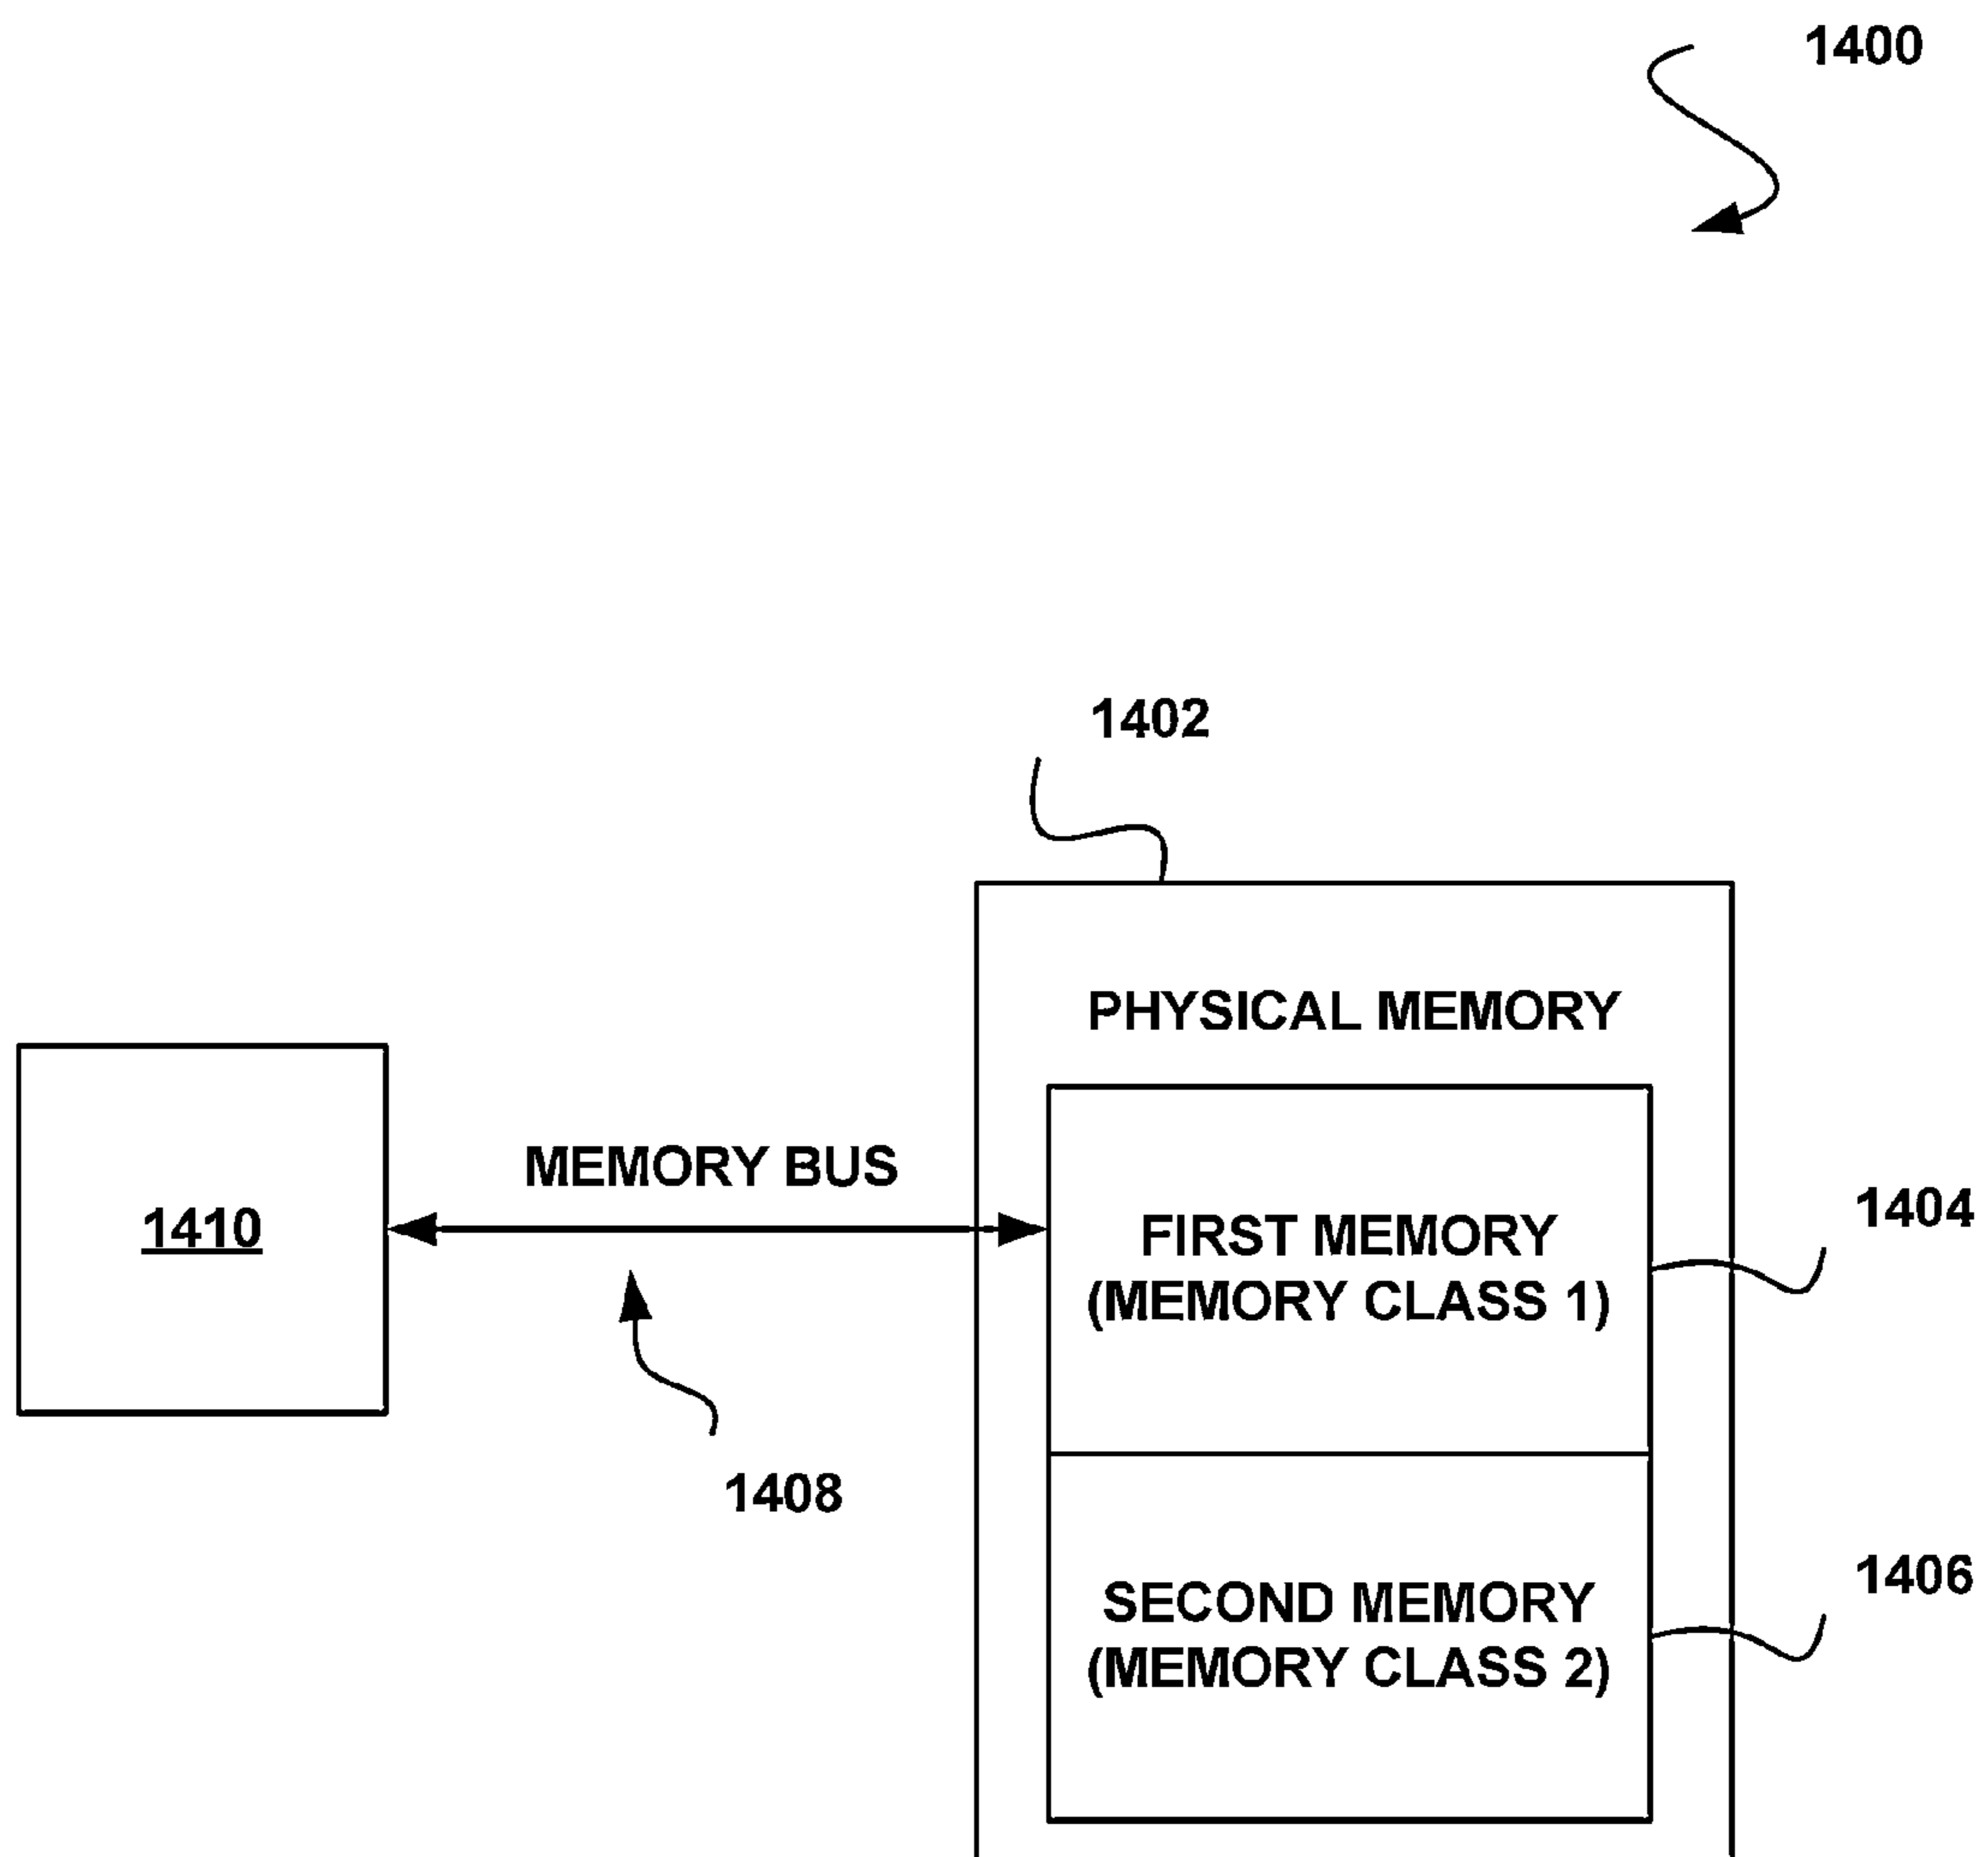 1400
1402
PHYSICAL MEMORY
MEMORY BUS
1410
FIRST MEMORY
(MEMORY CLASS 1)
1404
1408
SECOND MEMORY
(MEMORY CLASS 2)
1406